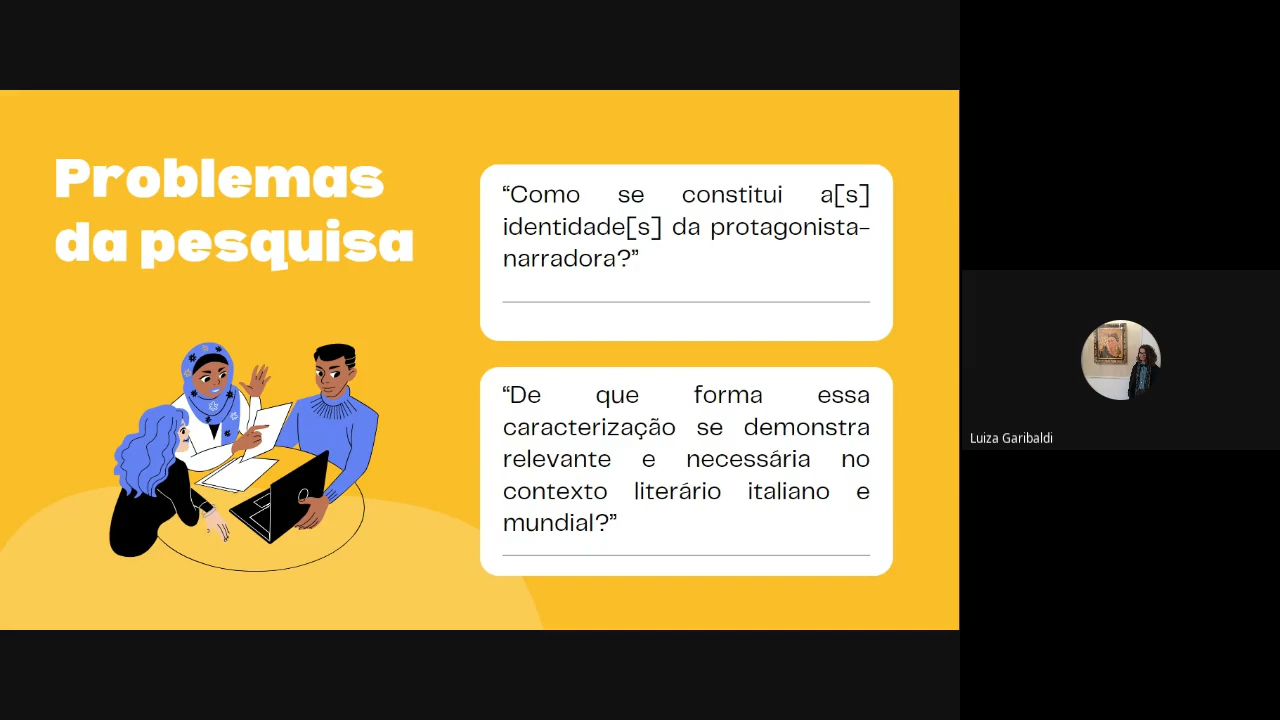 Problemas
da pesquisa
“Como se constitui a[s]
identidade[s] da protagonista-
narradora?”
“De que forma essa
caracterização se demonstra
relevante e necessária no
contexto literário italiano e
mundial?”
Luiza Garibaldi